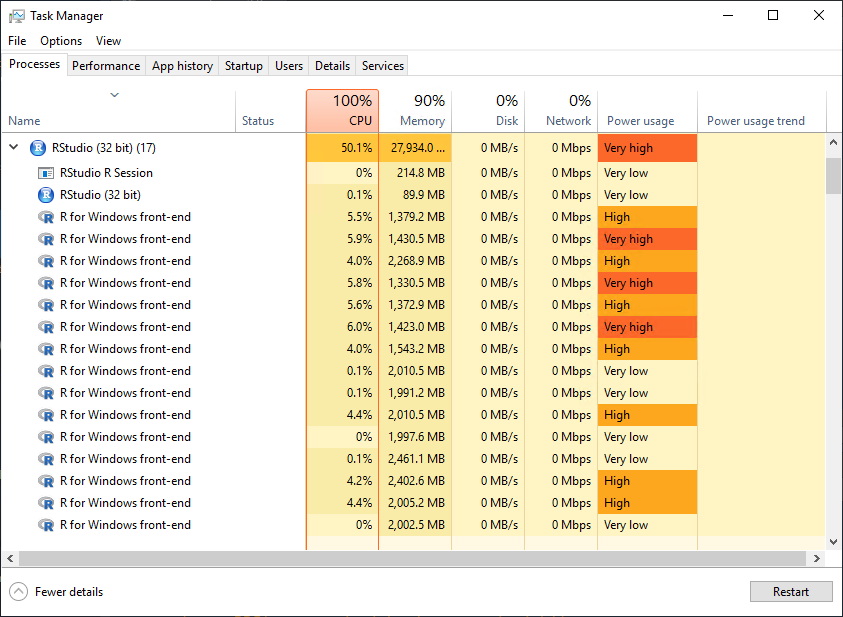 Task Manager
File Options View
Processes Performance App history Startup Users Details Services
100% 90% 0% 0%
Name Status CPU Memory Disk Network Power usage Power usage trend
RStudio (32 bit) (17) 50.1% 27,934.0 ... 0 MB/s 0 Mbps Very high
RStudio R Session 0% 214.8 MB 0 MB/s 0 Mbps Very low
RStudio (32 bit) 0.1% 89.9 MB 0 MB/s 0 Mbps Very low
R for Windows front-end 5.5% 1,379.2 MB 0 MB/s 0 Mbps High
R for Windows front-end 5.9% 1,430.5 MB 0 MB/s 0 Mbps Very high
R for Windows front-end 4.0% 2,268.9 MB 0 MB/s 0 Mbps High
R for Windows front-end 5.8% 1,330.5 MB 0 MB/s 0 Mbps Very high
R for Windows front-end 5.6% 1,372.9 MB 0 MB/s 0 Mbps High
R for Windows front-end 6.0% 1,423.0 MB 0 MB/s 0 Mbps Very high
R for Windows front-end 4.0% 1,543.2 MB 0 MB/s 0 Mbps High
R for Windows front-end 0.1% 2,010.5 MB 0 MB/s 0 Mbps Very low
R for Windows front-end 0.1% 1,991.2 MB 0 MB/s 0 Mbps Very low
R for Windows front-end 4.4% 2,010.5 MB 0 MB/s 0 Mbps High
R for Windows front-end 0% 1,997.6 MB 0 MB/s 0 Mbps Very low
R for Windows front-end 0.1% 2,461.1 MB 0 MB/s 0 Mbps Very low
R for Windows front-end 4.2% 2,402.6 MB 0 MB/s 0 Mbps High
R for Windows front-end 4.4% 2,005.2 MB 0 MB/s 0 Mbps High
R for Windows front-end 0% 2,002.5 MB 0 MB/s 0 Mbps Very low
Fewer details Restart